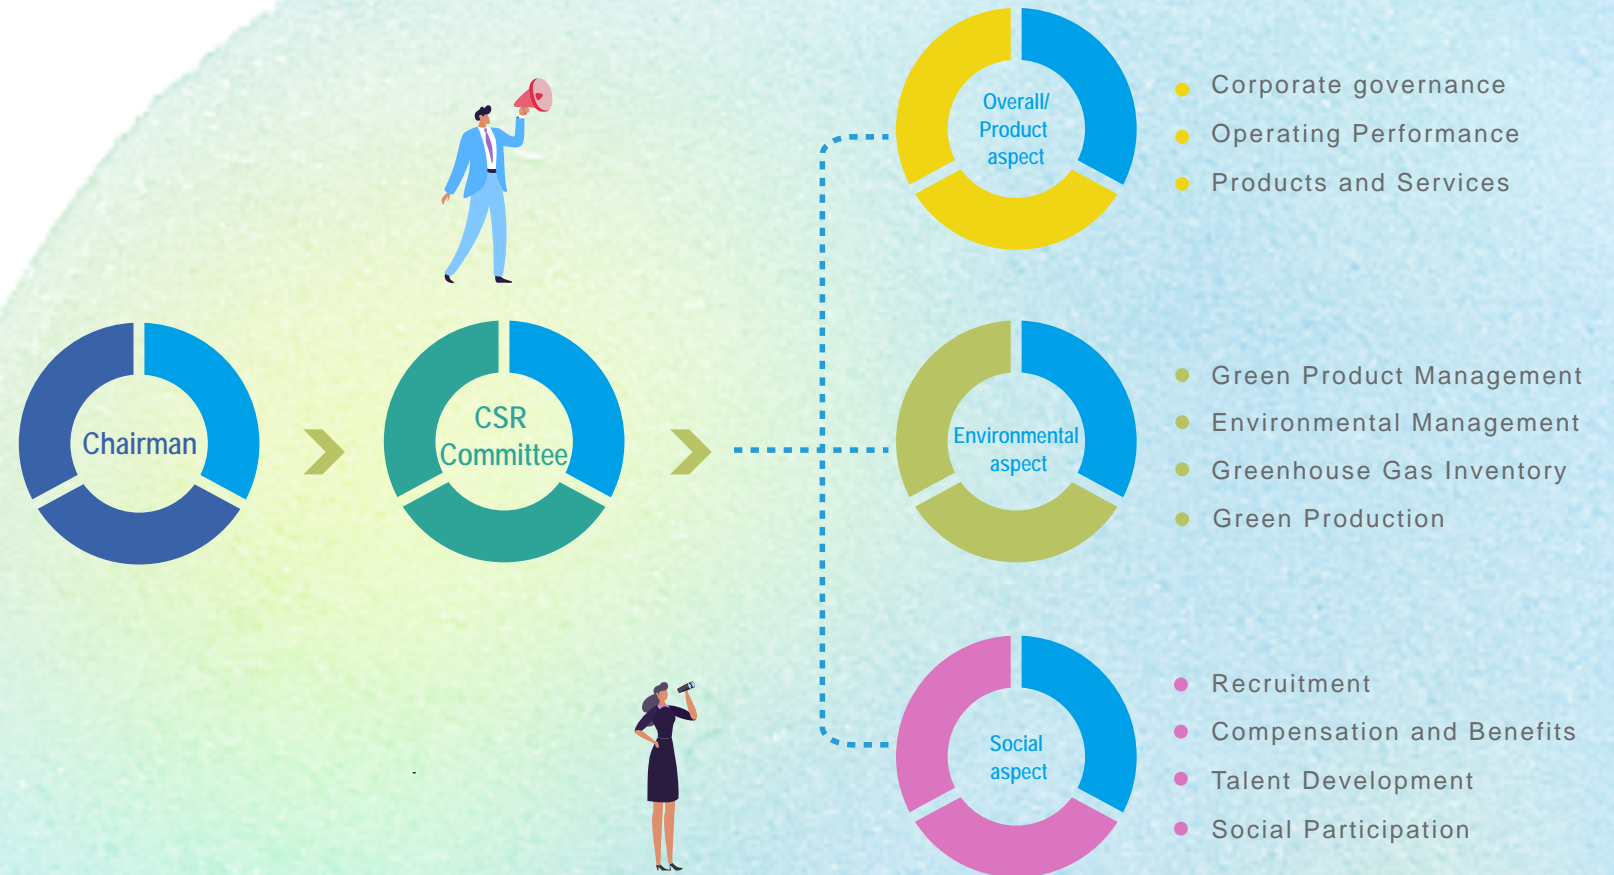 Chairman
CSR
Committee
Overall/
Product
aspect
Corporate governance
Operating Performance
Products and Services
Environmental
aspect
Green Product Management
Environmental Management
Greenhouse Gas Inventory
Green Production
Social
aspect
Recruitment
Compensation and Benefits
Talent Development
Social Participation